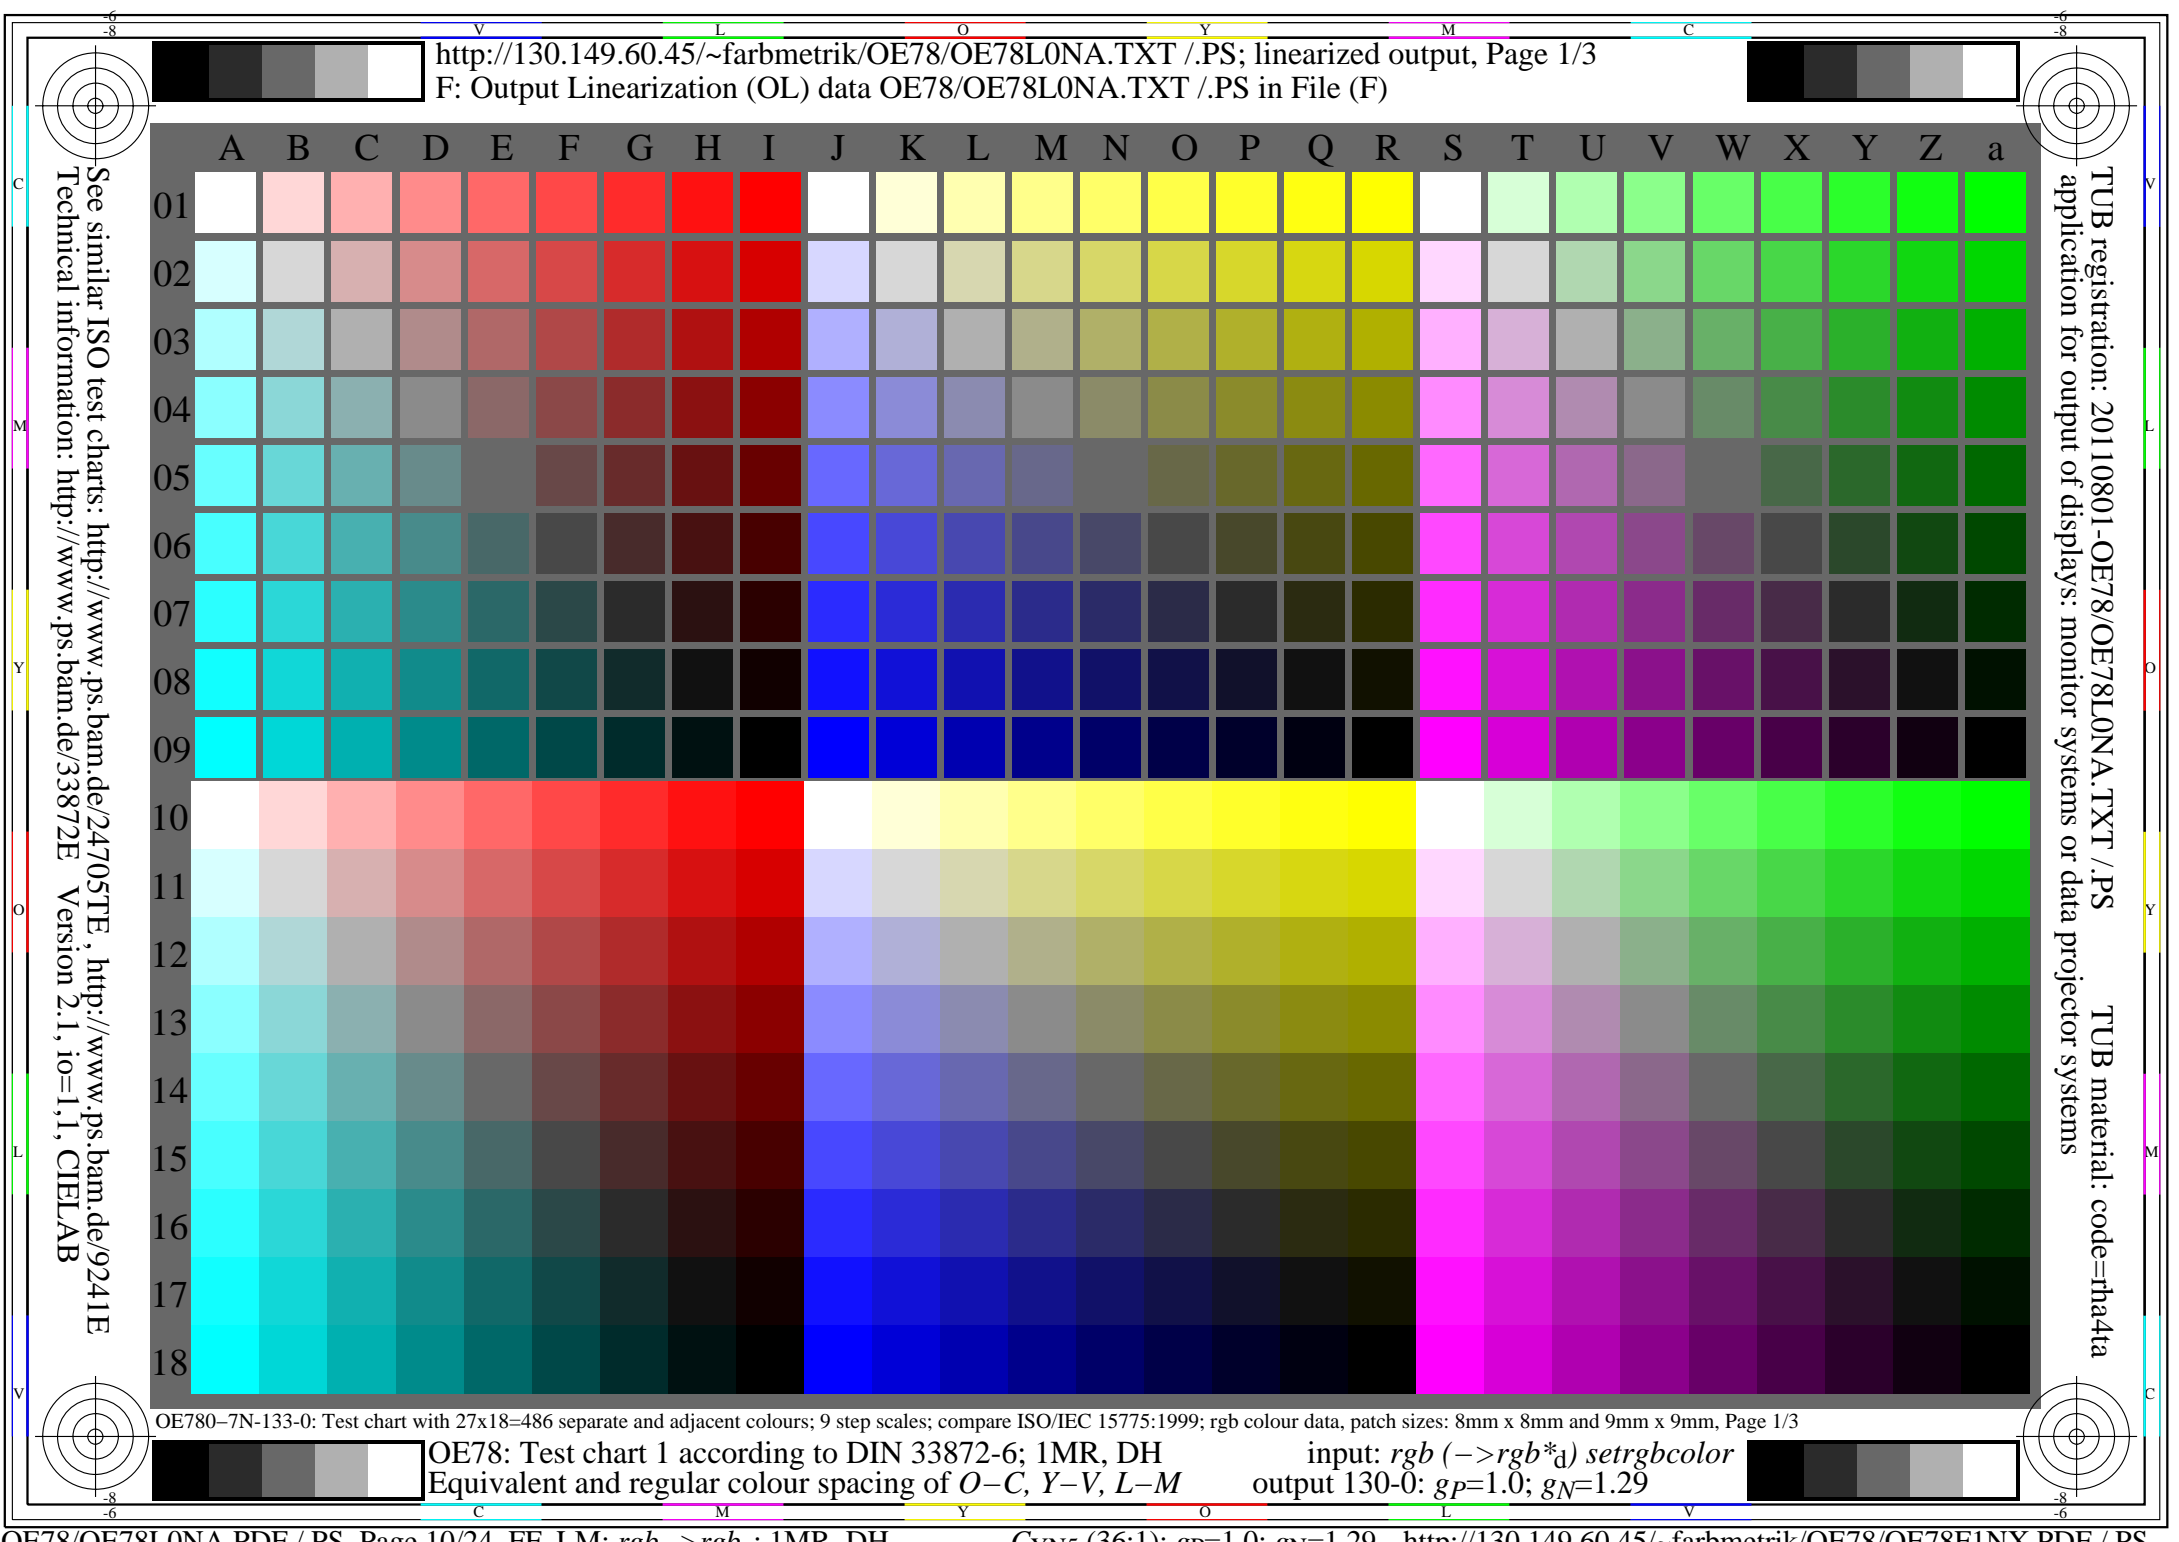 -6
-8
-6
-8
V L O Y M C
http://130.149.60.45/~farbmetrik/OE78/OE78L0NA.TXT /.PS; linearized output, Page 1/3
F: Output Linearization (OL) data OE78/OE78L0NA.TXT /.PS in File (F)
A B C D E F G H I J K L M N O P Q R S T U V W X Y Z a
01
02
03
04
05
06
07
08
09
10
11
12
13
14
15
16
17
18
C
M
Y
O
L
V
See similar ISO test charts: http://www.ps.bam.de/24705TE , http://www.ps.bam.de/9241E
Technical information: http://www.ps.bam.de/33872E Version 2.1, io=1,1, CIELAB
TUB registration: 20110801-OE78/OE78L0NA.TXT /.PS TUB material: code=rha4ta
application for output of displays: monitor systems or data projector systems
V
L
O
Y
M
C
OE780-7N-133-0: Test chart with 27x18=486 separate and adjacent colours; 9 step scales; compare ISO/IEC 15775:1999; rgb colour data, patch sizes: 8mm x 8mm and 9mm x 9mm, Page 1/3
OE78: Test chart 1 according to DIN 33872-6; 1MR, DH input: rgb (->rgb*d) setrgbcolor
Equivalent and regular colour spacing of O-C, Y-V, L-M output 130-0: gP=1.0; gN=1.29
-8
-6
-8
-6
C M Y O L V